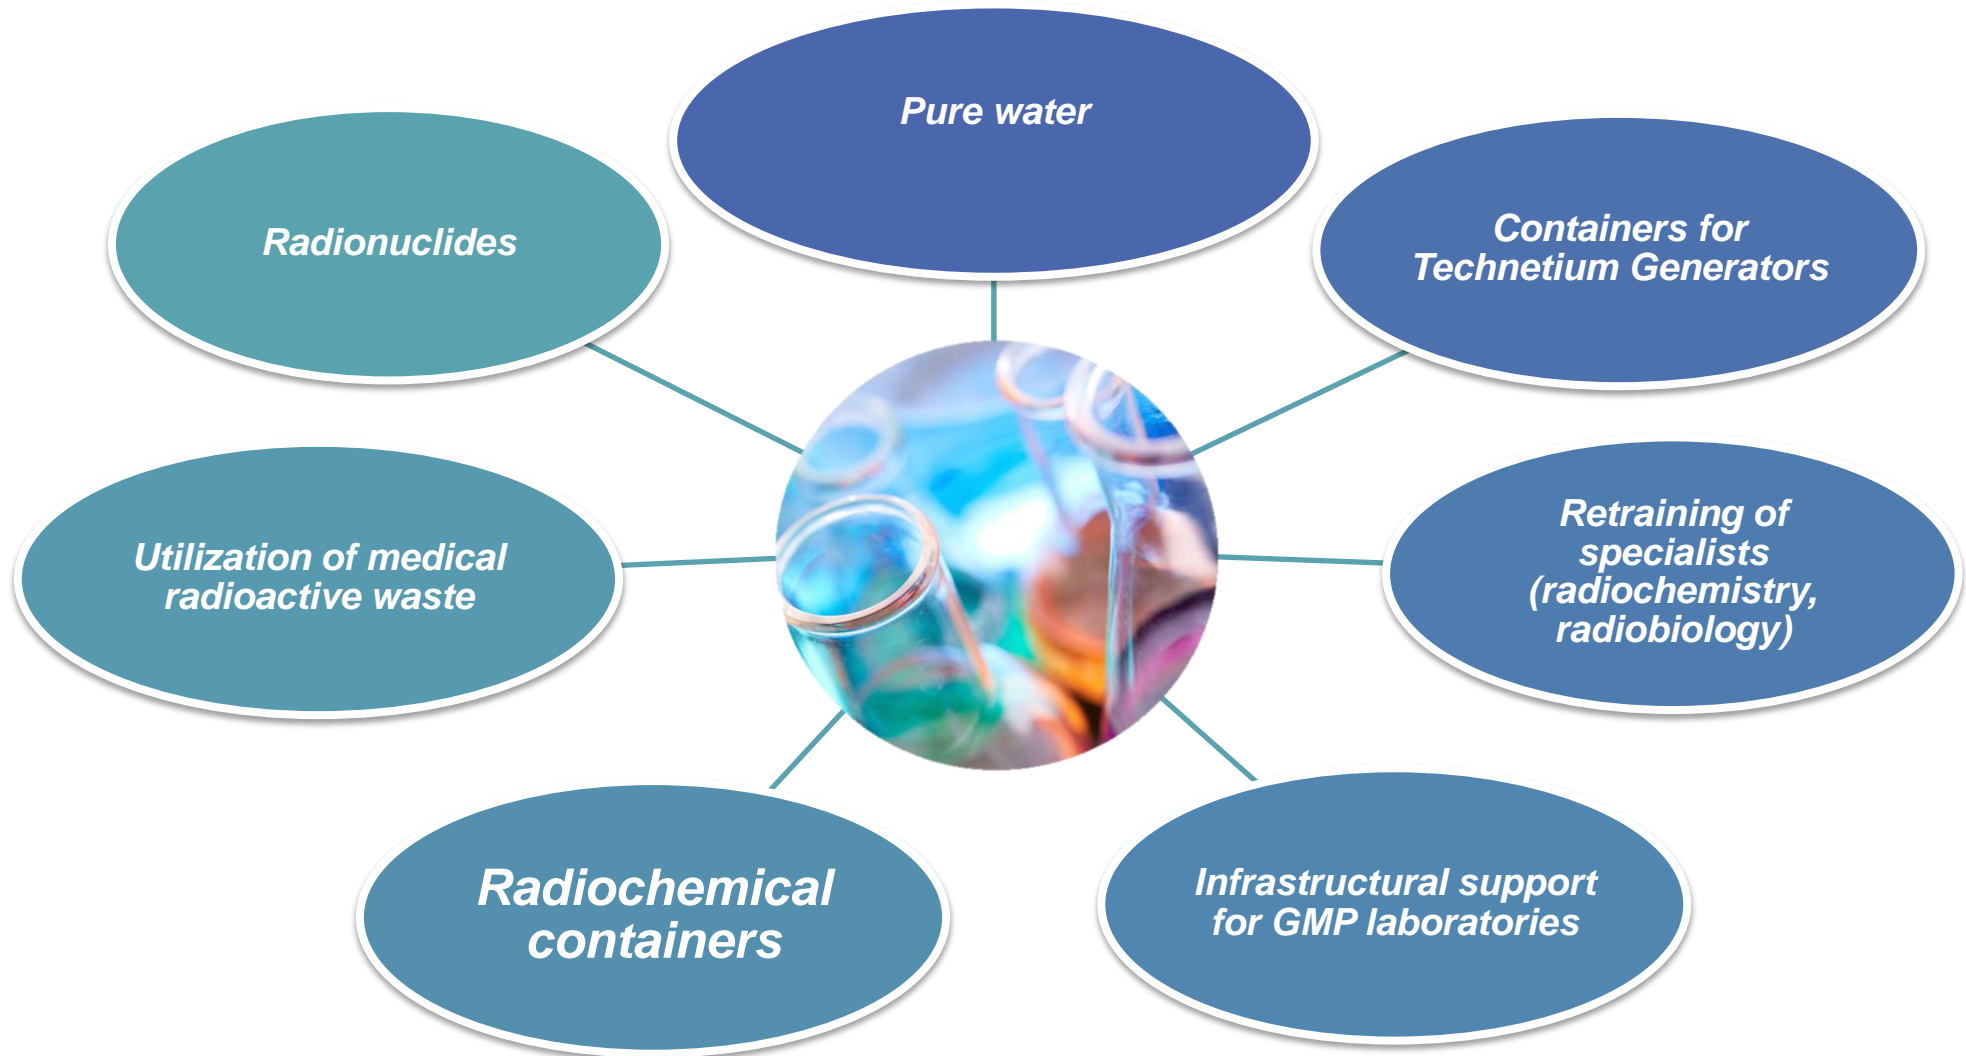 Pure water
Radionuclides
Containers for
Technetium Generators
Utilization of medical
radioactive waste
Retraining of
specialists
(radiochemistry,
radiobiology)
Radiochemical
containers
Infrastructural support
for GMP laboratories